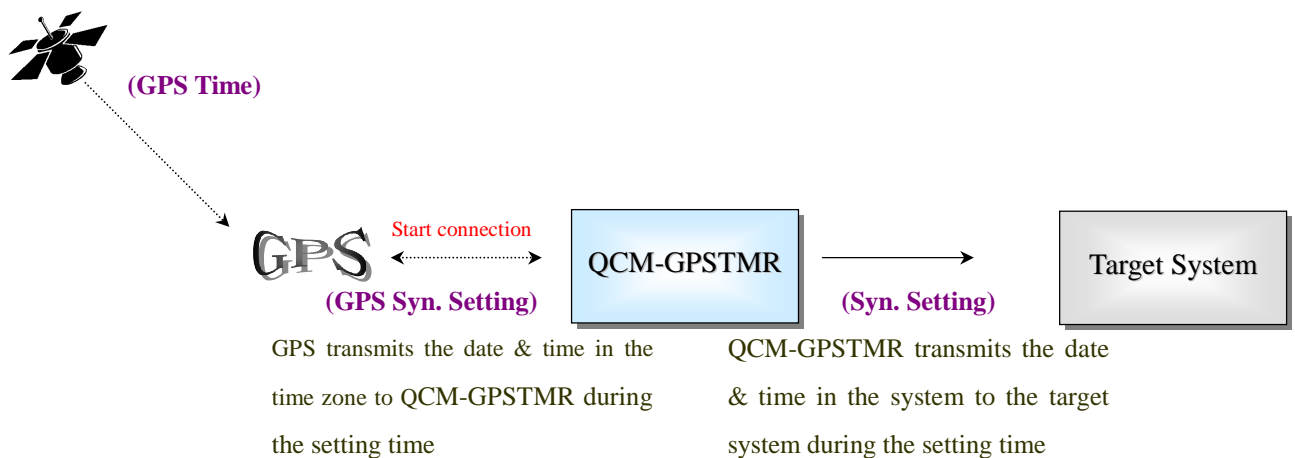 (GPS Time)
Start connection
GPS
QCM-GPSTMR
Target System
(GPS Syn. Setting)
(Syn. Setting)
GPS transmits the date & time in the
time zone to QCM-GPSTMR during
the setting time
QCM-GPSTMR transmits the date
& time in the system to the target
system during the setting time